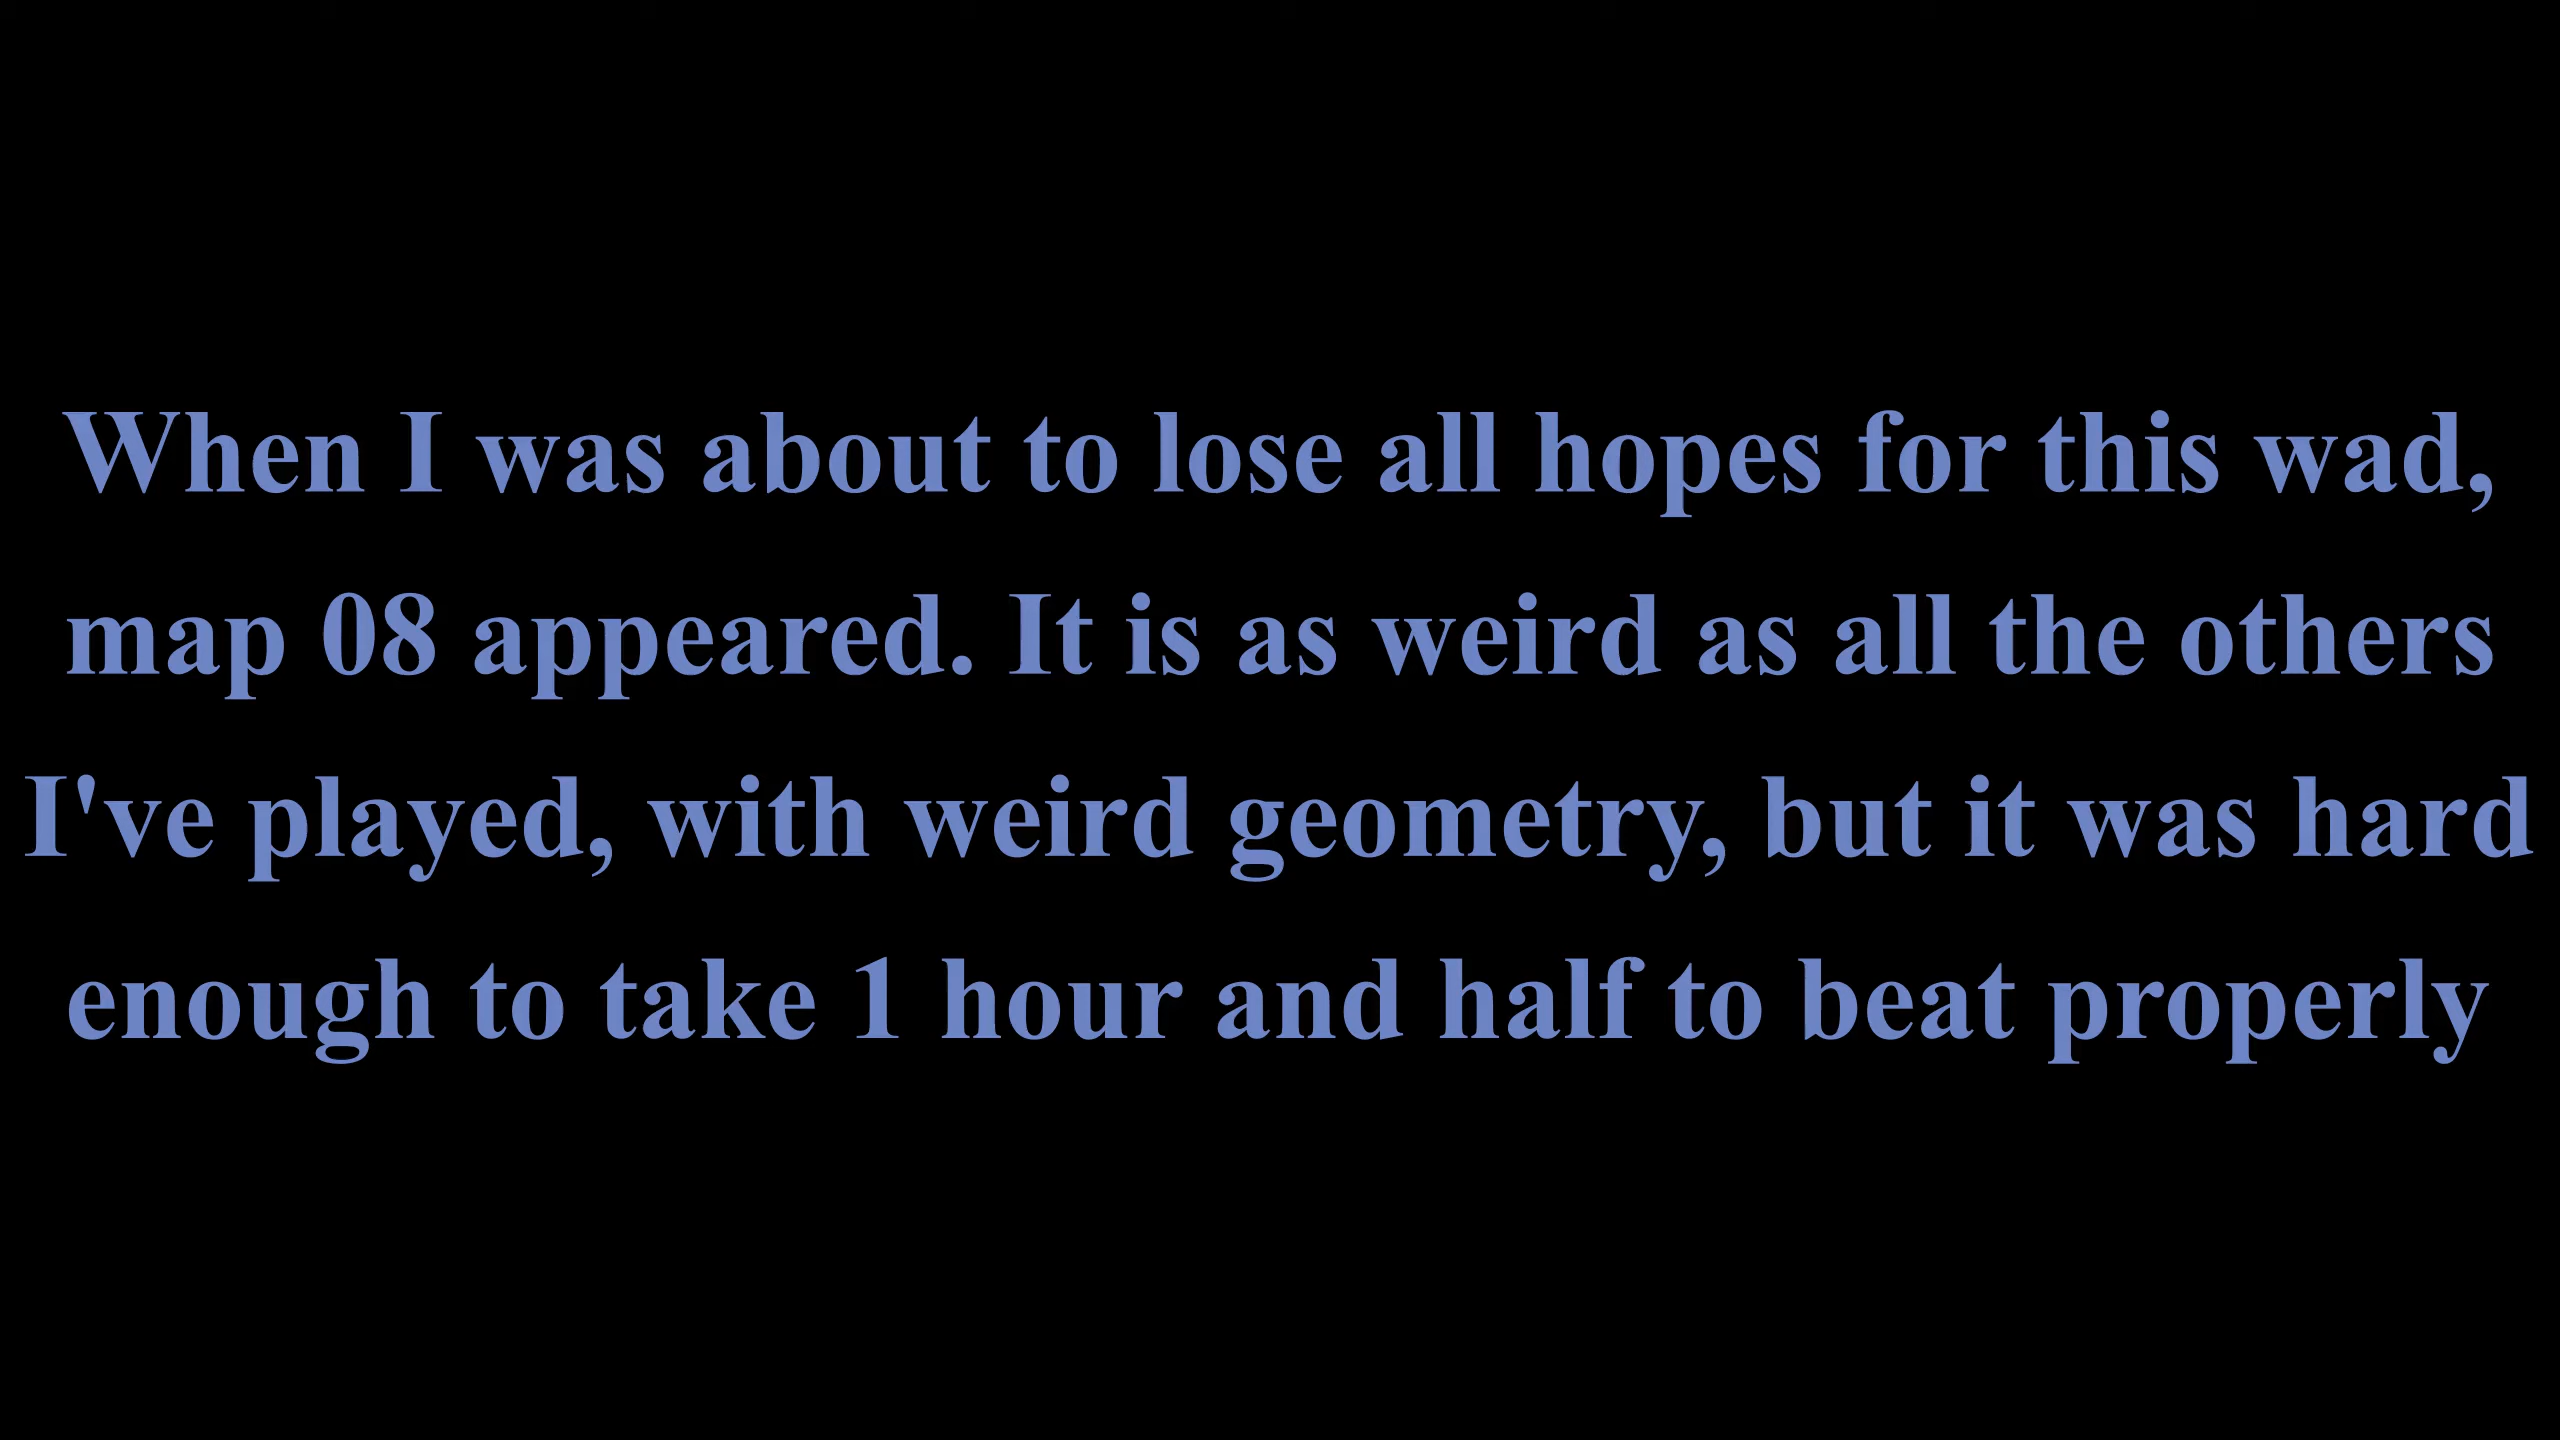 When I was about to lose all hopes for this wad,
map 08 appeared. It is as weird as all the others
I've played, with weird geometry, but it was hard
enough to take 1 hour and half to beat properly